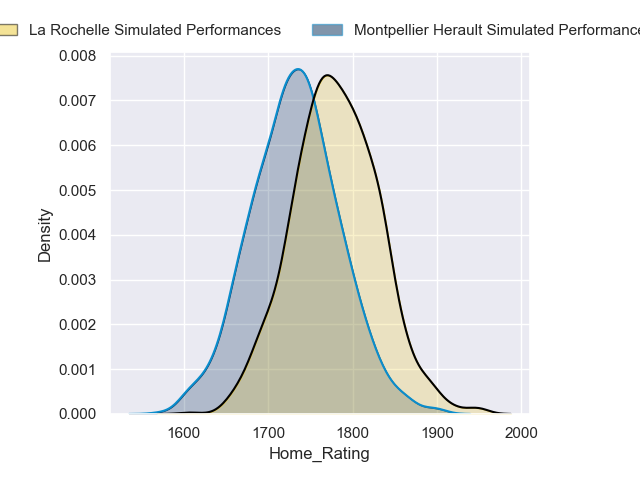 La Rochelle Simulated Performances
Montpellier Herault Simulated Performance
0.008
0.007
0.006
0.005
0.004
0.003
0.002
0.001
0.000
Density
1600 1700 1800 1900 2000
Home_Rating